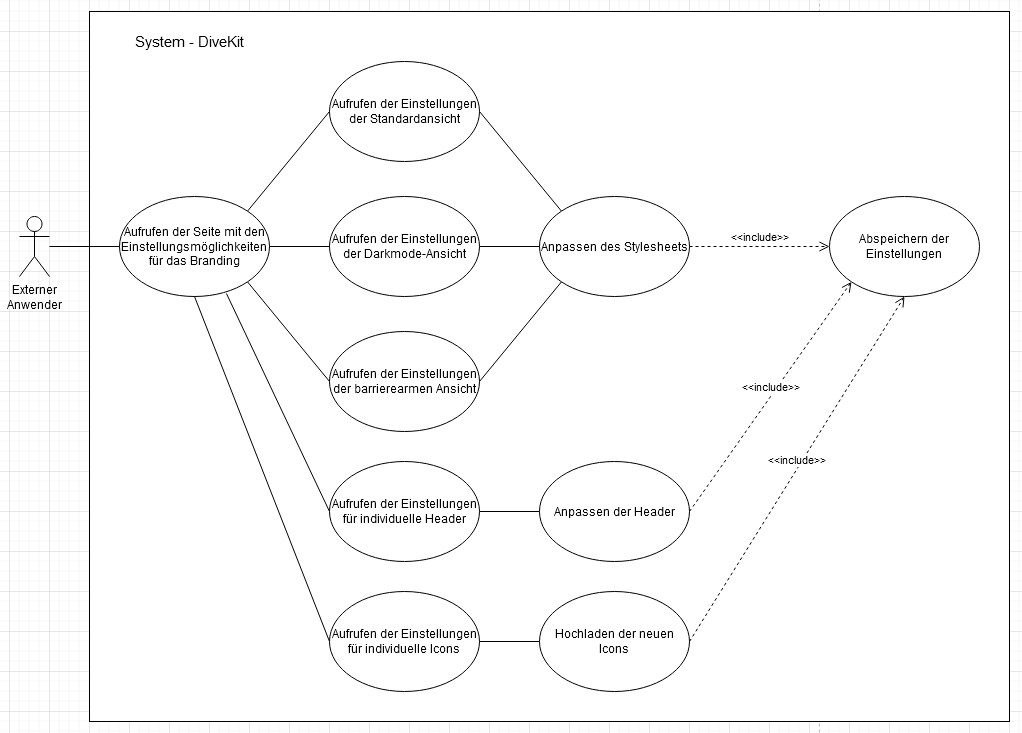 System - DiveKit
Aufrufen der Einstellungen
der Standardansicht
Aufrufen der Seite mit den
Einstellungsmöglichkeiten
für das Branding
Aufrufen der Einstellungen
der Darkmode-Ansicht
Anpassen des Stylesheets
<<include>>
Abspeichern der
Einstellungen
Externer
Anwender
Aufrufen der Einstellungen
der barrierearmen Ansicht
<<include>>
<<include>>
Aufrufen der Einstellungen
für individuelle Header
Anpassen der Header
Aufrufen der Einstellungen
für individuelle Icons
Hochladen der neuen
Icons